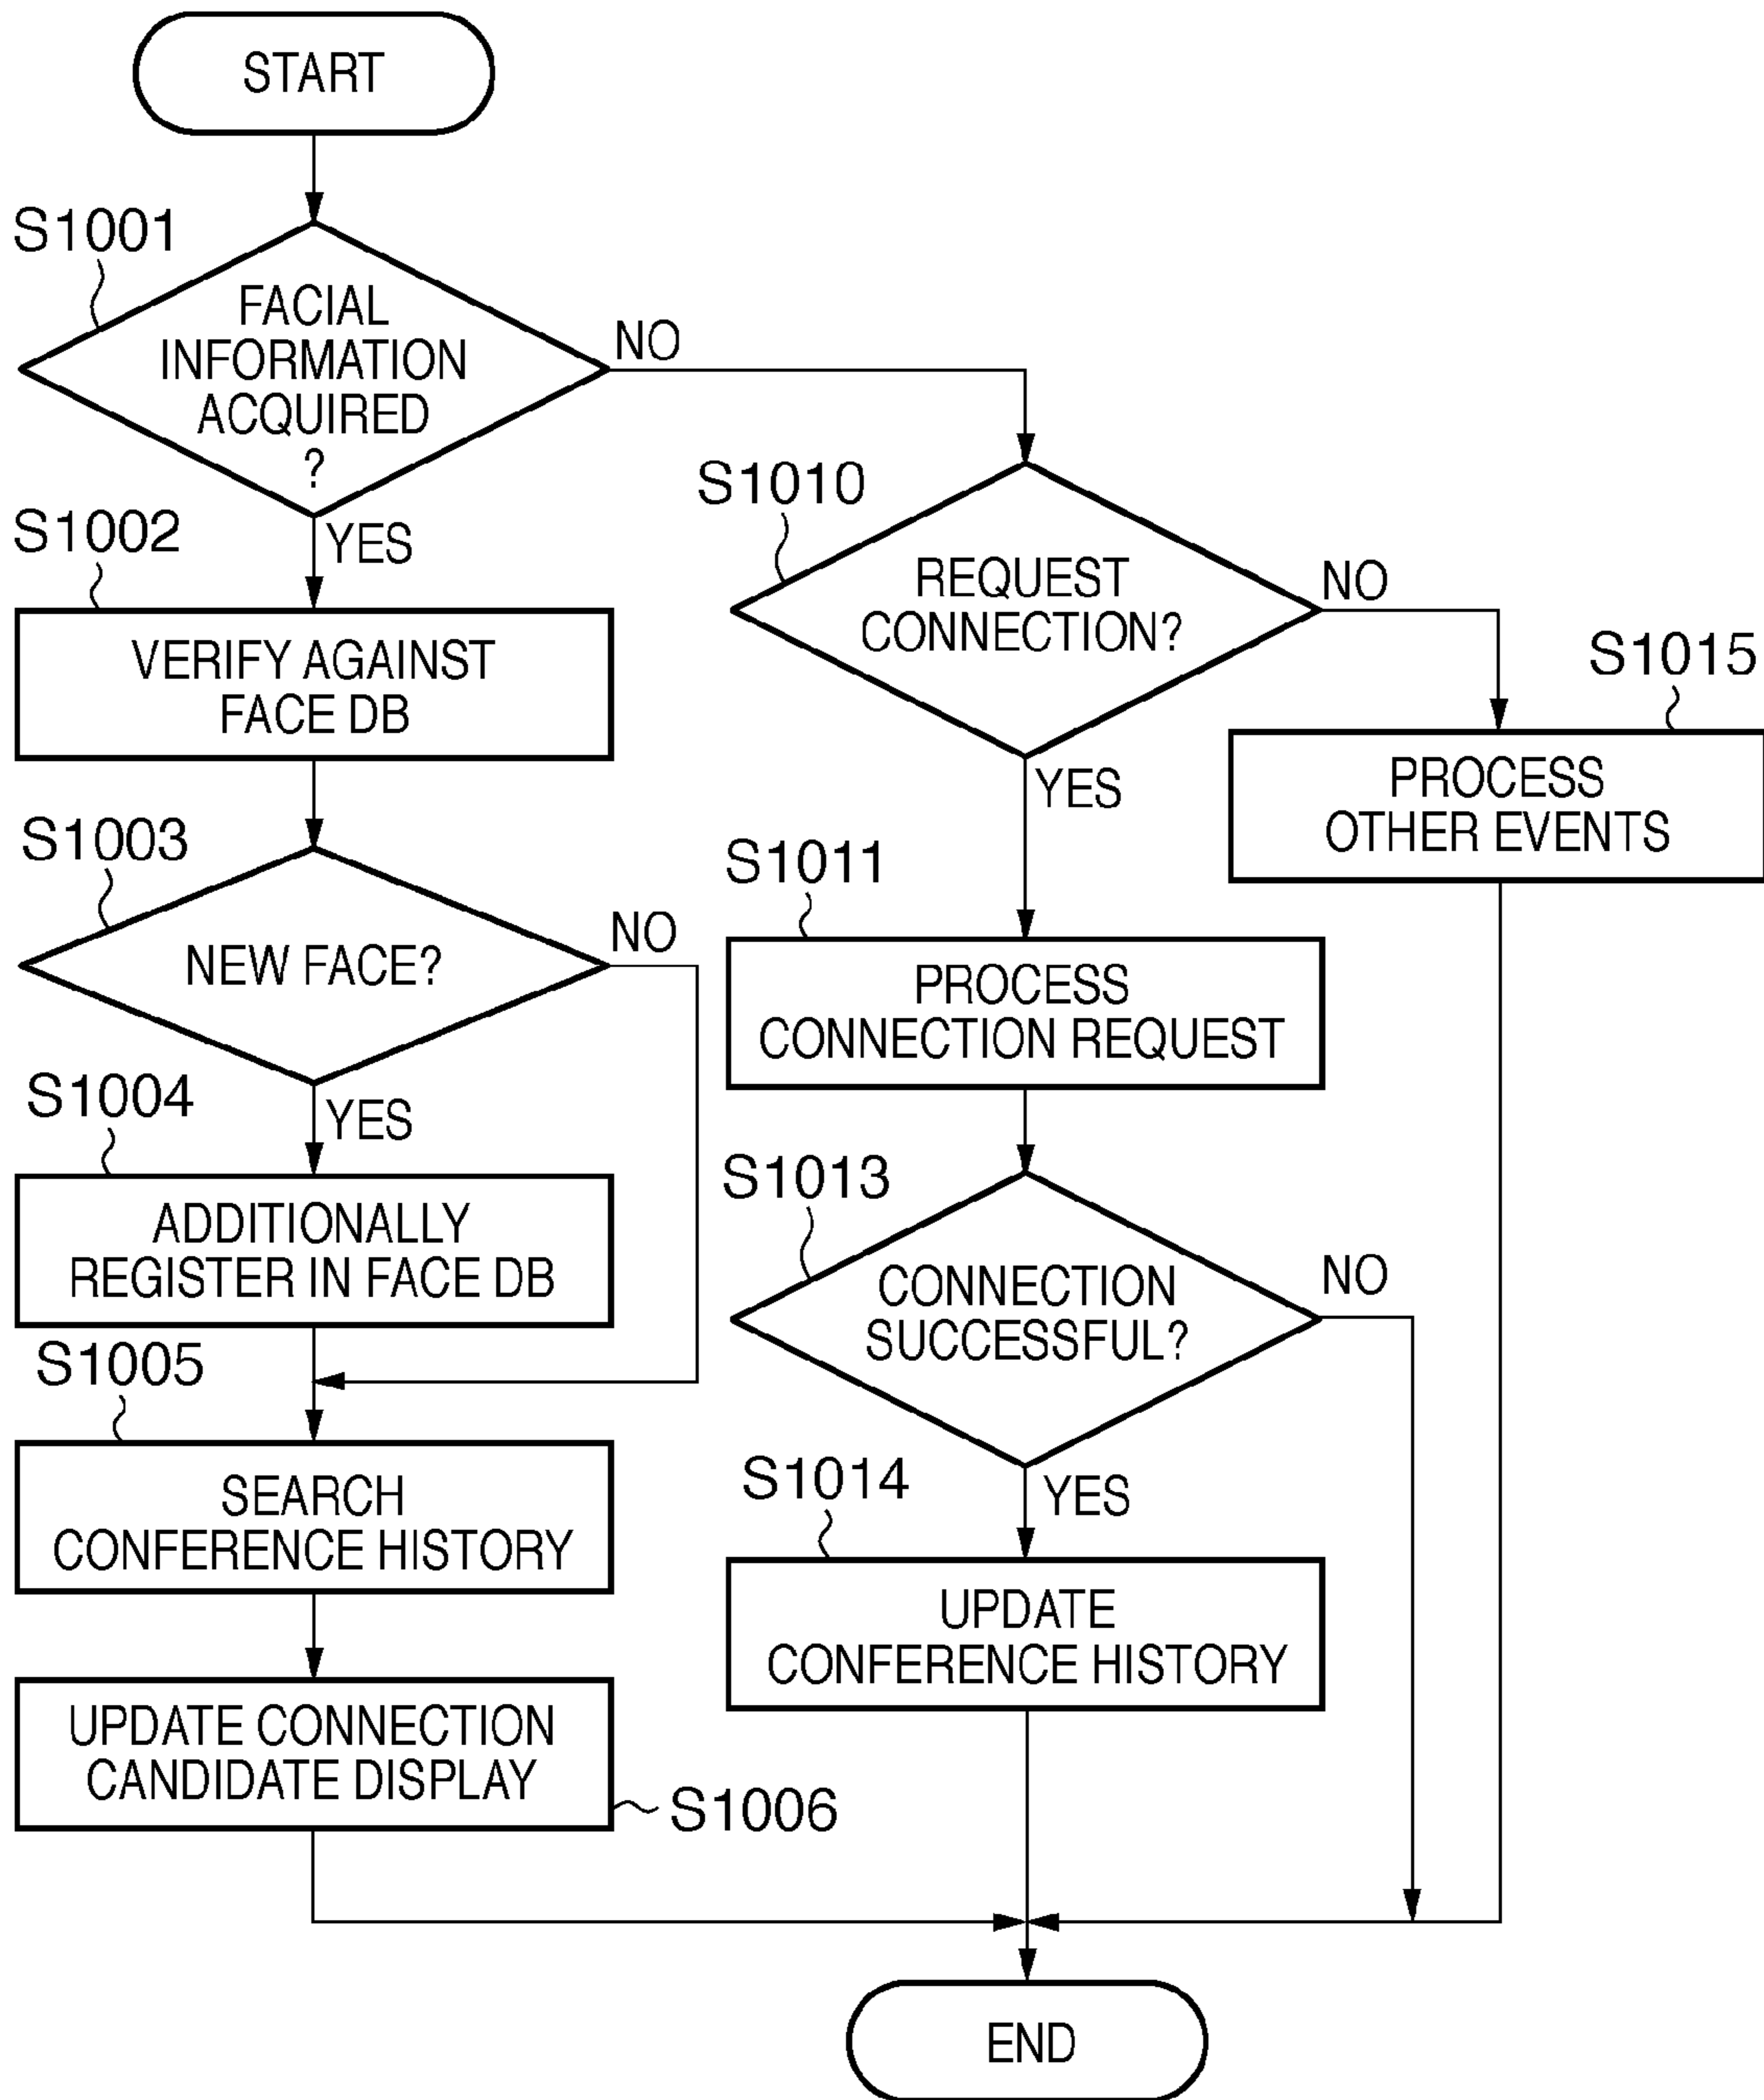 START
S1001
FACIAL
INFORMATION
ACQUIRED
?
NO
YES
S1002
VERIFY AGAINST
FACE DB
S1003
NEW FACE?
NO
YES
S1004
ADDITIONALLY
REGISTER IN FACE DB
S1005
SEARCH
CONFERENCE HISTORY
UPDATE CONNECTION
CANDIDATE DISPLAY
S1006
S1010
REQUEST
CONNECTION?
NO
YES
S1015
PROCESS
OTHER EVENTS
S1011
PROCESS
CONNECTION REQUEST
S1013
CONNECTION
SUCCESSFUL?
NO
YES
S1014
UPDATE
CONFERENCE HISTORY
END